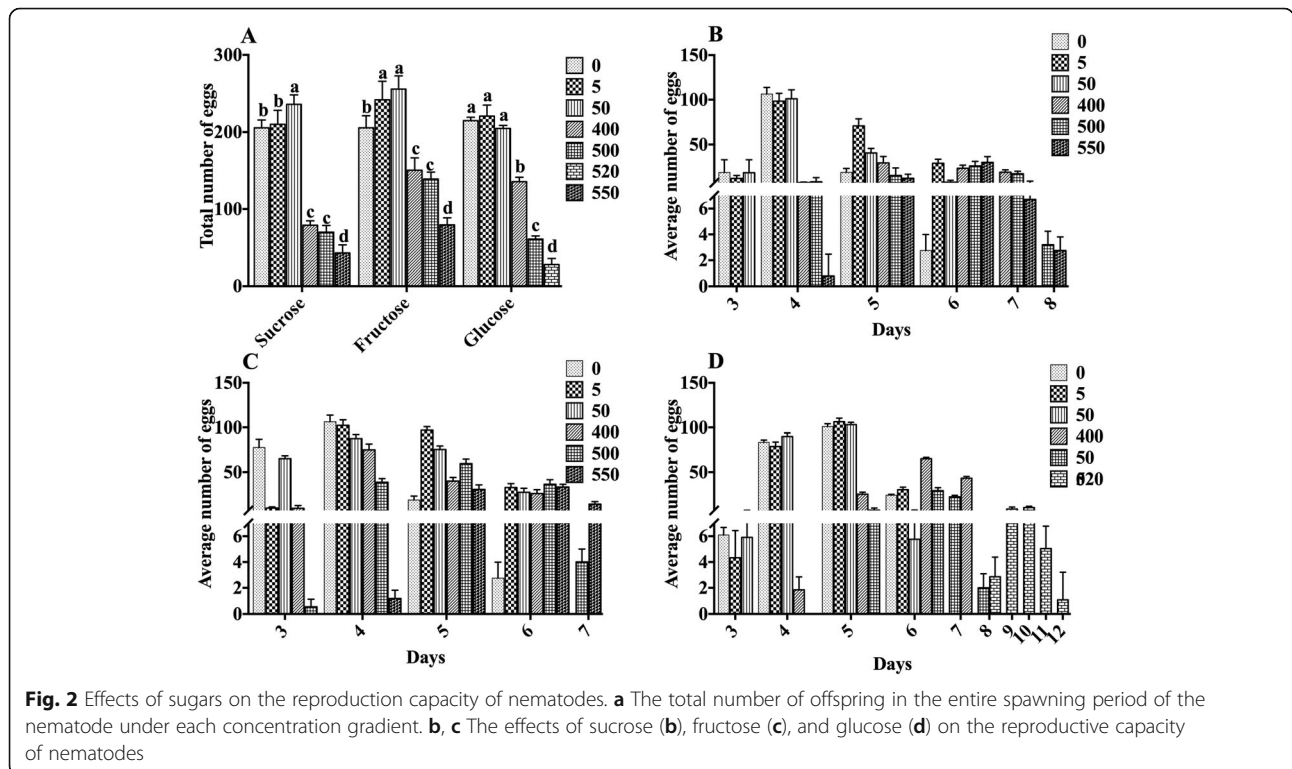 A
300
200
100
0
Total number of eggs
b b a c c d
b a a c c d
a a a b c d
Sucrose
Fructose
Glucose
0
5
50
400
500
520
550
B
150
100
50
6
4
2
0
Average number of eggs
3 4 5 6 7 8
Days
0
5
50
400
500
550
C
150
100
50
6
4
2
0
Average number of eggs
3 4 5 6 7
Days
0
5
50
400
500
550
D
150
100
50
6
4
2
0
Average number of eggs
3 4 5 6 7 8 9 10 11 12
Days
0
5
50
400
50
Fig. 2 Effects of sugars on the reproduction capacity of nematodes. a The total number of offspring in the entire spawning period of the
nematode under each concentration gradient. b, c The effects of sucrose (b), fructose (c), and glucose (d) on the reproductive capacity
of nematodes